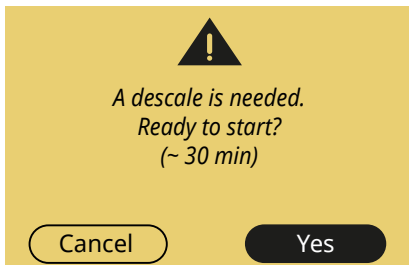 A descale is needed.
Ready to start?
(~ 30 min)
Cancel Yes